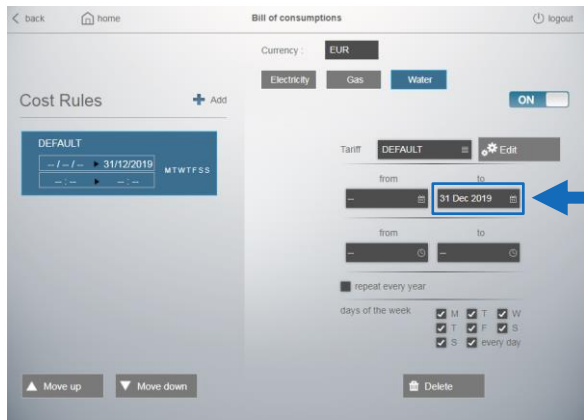 back
home
Bill of consumptions
logout
Currency :
EUR
Electricity
Gas
Water
Cost Rules
Add
ON
DEFAULT
-- / -- / --
31/12/2019
-- : --
-- : --
M T W T F S S
Tariff
DEFAULT
Edit
from
to
--
31 Dec 2019
from
to
--
--
repeat every year
days of the week
M
T
W
T
F
S
S
every day
Move up
Move down
Delete